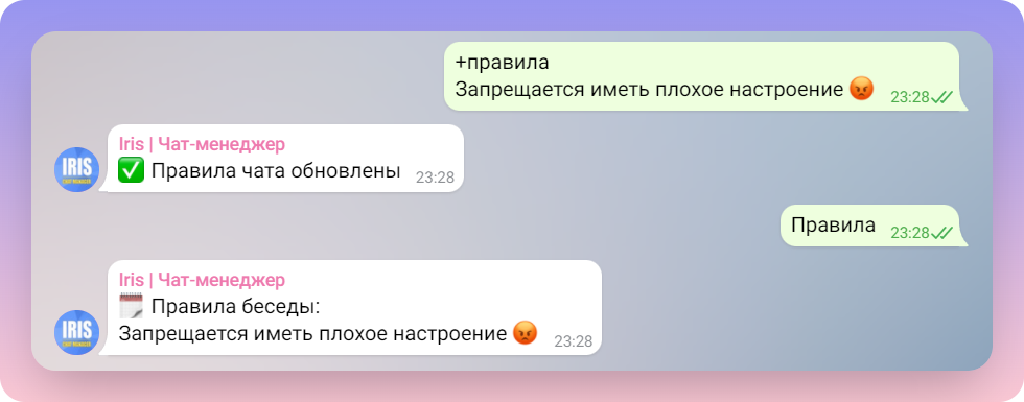 +правила
Запрещается иметь плохое настроение 😡
23:28
Iris | Чат-менеджер
IRIS
✅ Правила чата обновлены
23:28
Правила
23:28
Iris | Чат-менеджер
🗓 Правила беседы:
IRIS
Запрещается иметь плохое настроение 😡
23:28